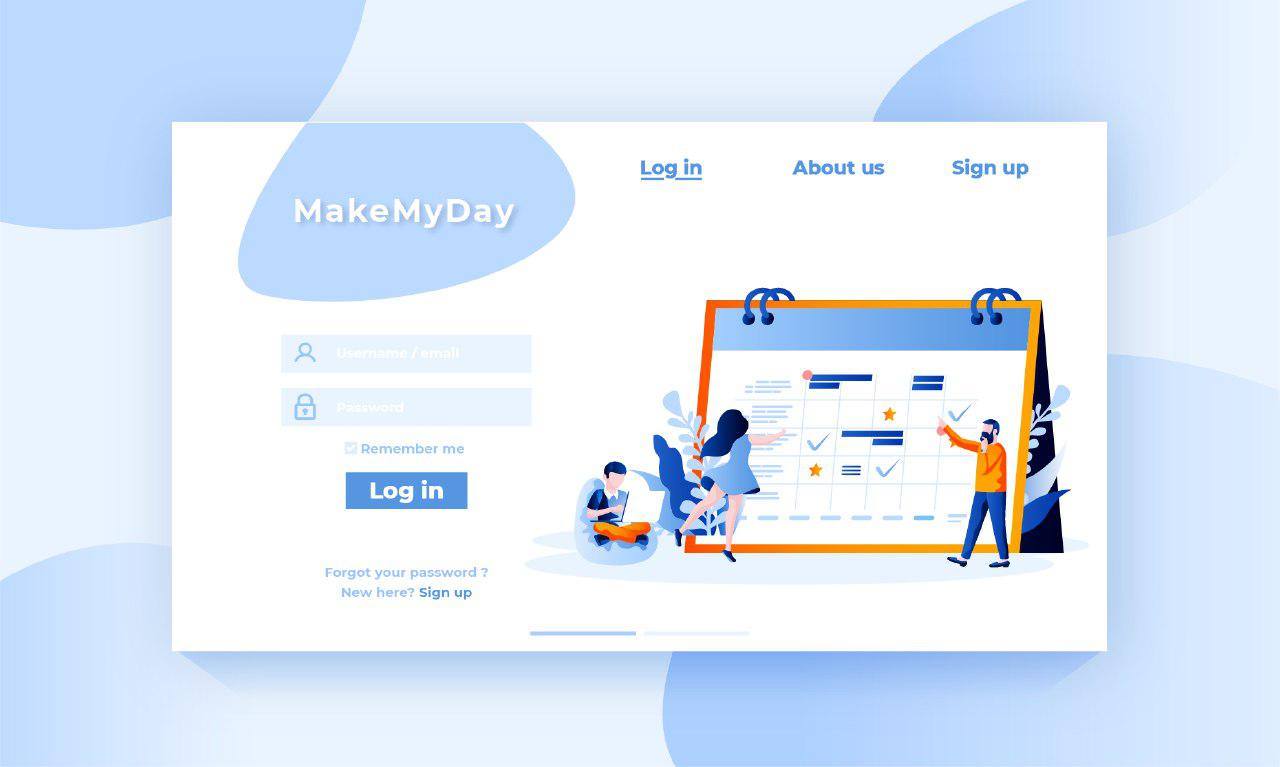 Log in
About us
Sign up
MakeMyDay
Username / email
Password
Remember me
Log in
Forgot your password ?
New here? Sign up